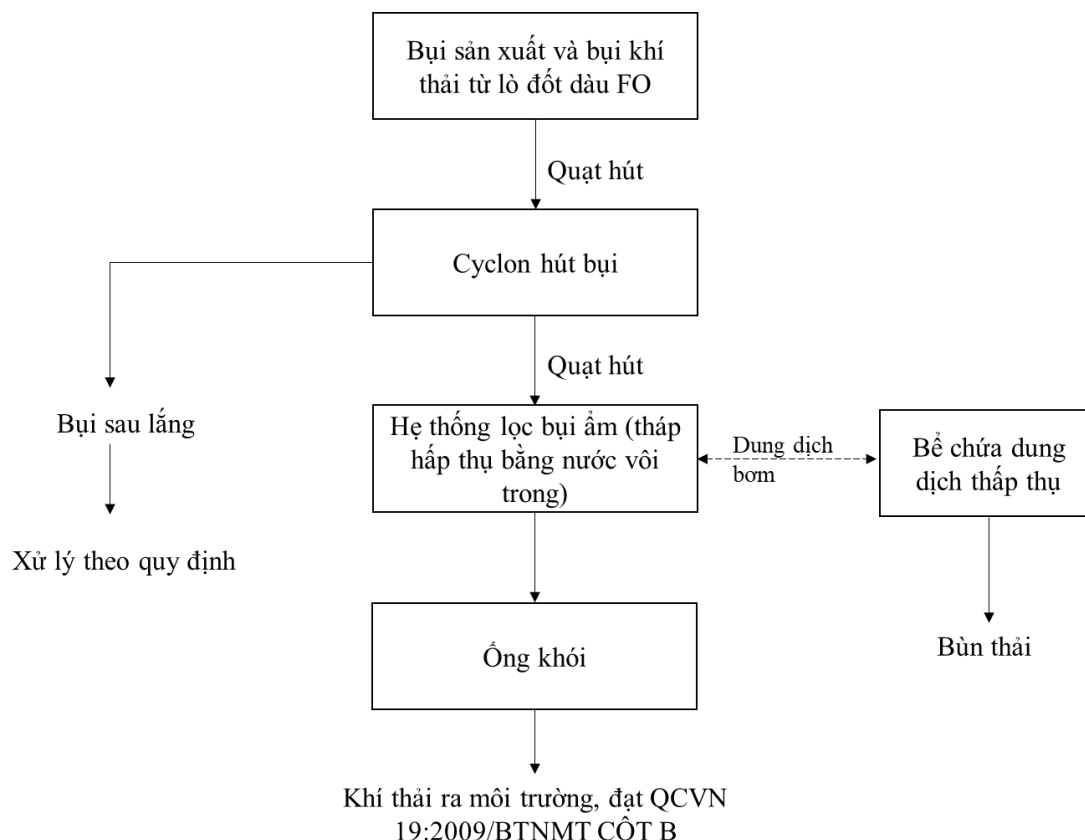 Bụi sản xuất và bụi khí
thải từ lò đốt dàu FO
Quạt hút
Cyclon hút bụi
Quạt hút
Bụi sau lắng
Hẹ thống lọc bụi ẩm (tháp
hấp thụ bằng nước vôi
trong)
Dung dịch
bơm
Bể chứa dung
dịch thấp thụ
Xử lý theo quy định
Ống khói
Bùn thải
Khí thải ra môi trường, đạt QCVN
19:2009/BTNMT CỘT B